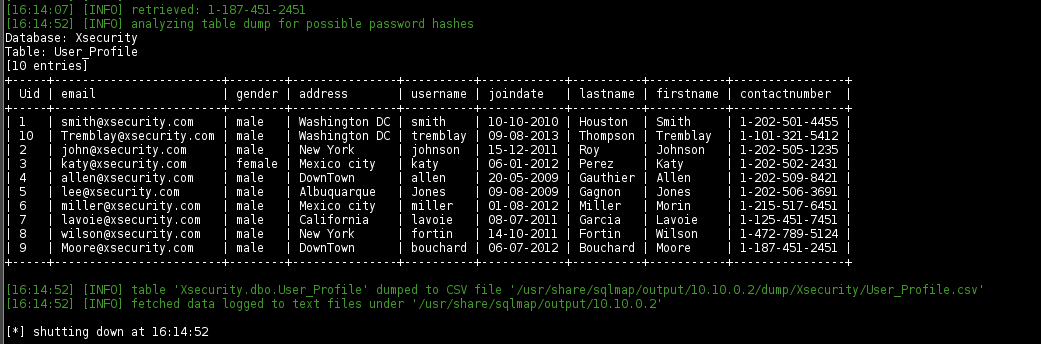 [16:14:07] [INFO] retrieved: 1-187-451-2451
[16:14:52] [INFO] analyzing table dump for possible password hashes
Database: Xsecurity
Table: User_Profile
[10 entries]
+-----+-----------------------+--------+---------------+----------+------------+-----------+-----------+----------------+
| Uid | email | gender | address | username | joindate | lastname | firstname | contactnumber |
+-----+-----------------------+--------+---------------+----------+------------+-----------+-----------+----------------+
| 1 | smith@xsecurity.com | male | Washington DC | smith | 10-10-2010 | Houston | Smith | 1-202-501-4455 |
| 10 | Tremblay@xsecurity.com | male | Washington DC | tremblay | 09-08-2013 | Thompson | Tremblay | 1-101-321-5412 |
| 2 | john@xsecurity.com | male | New York | johnson | 15-12-2011 | Roy | Johnson | 1-202-505-1235 |
| 3 | katy@xsecurity.com | female | Mexico city | katy | 06-01-2012 | Perez | Katy | 1-202-502-2431 |
| 4 | allen@xsecurity.com | male | DownTown | allen | 20-05-2009 | Gauthier | Allen | 1-202-509-8421 |
| 5 | lee@xsecurity.com | male | Albuquarque | Jones | 09-08-2009 | Gagnon | Jones | 1-202-506-3691 |
| 6 | miller@xsecurity.com | male | Mexico city | miller | 01-08-2012 | Miller | Morin | 1-215-517-6451 |
| 7 | lavoie@xsecurity.com | male | California | lavoie | 08-07-2011 | Garcia | Lavoie | 1-125-451-7451 |
| 8 | wilson@xsecurity.com | male | New York | fortin | 14-10-2011 | Fortin | Wilson | 1-472-789-5124 |
| 9 | Moore@xsecurity.com | male | DownTown | bouchard | 06-07-2012 | Bouchard | Moore | 1-187-451-2451 |
+-----+-----------------------+--------+---------------+----------+------------+-----------+-----------+----------------+
[16:14:52] [INFO] table 'Xsecurity.dbo.User_Profile' dumped to CSV file '/usr/share/sqlmap/output/10.10.0.2/dump/Xsecurity/User_Profile.csv'
[16:14:52] [INFO] fetched data logged to text files under '/usr/share/sqlmap/output/10.10.0.2'
[*] shutting down at 16:14:52